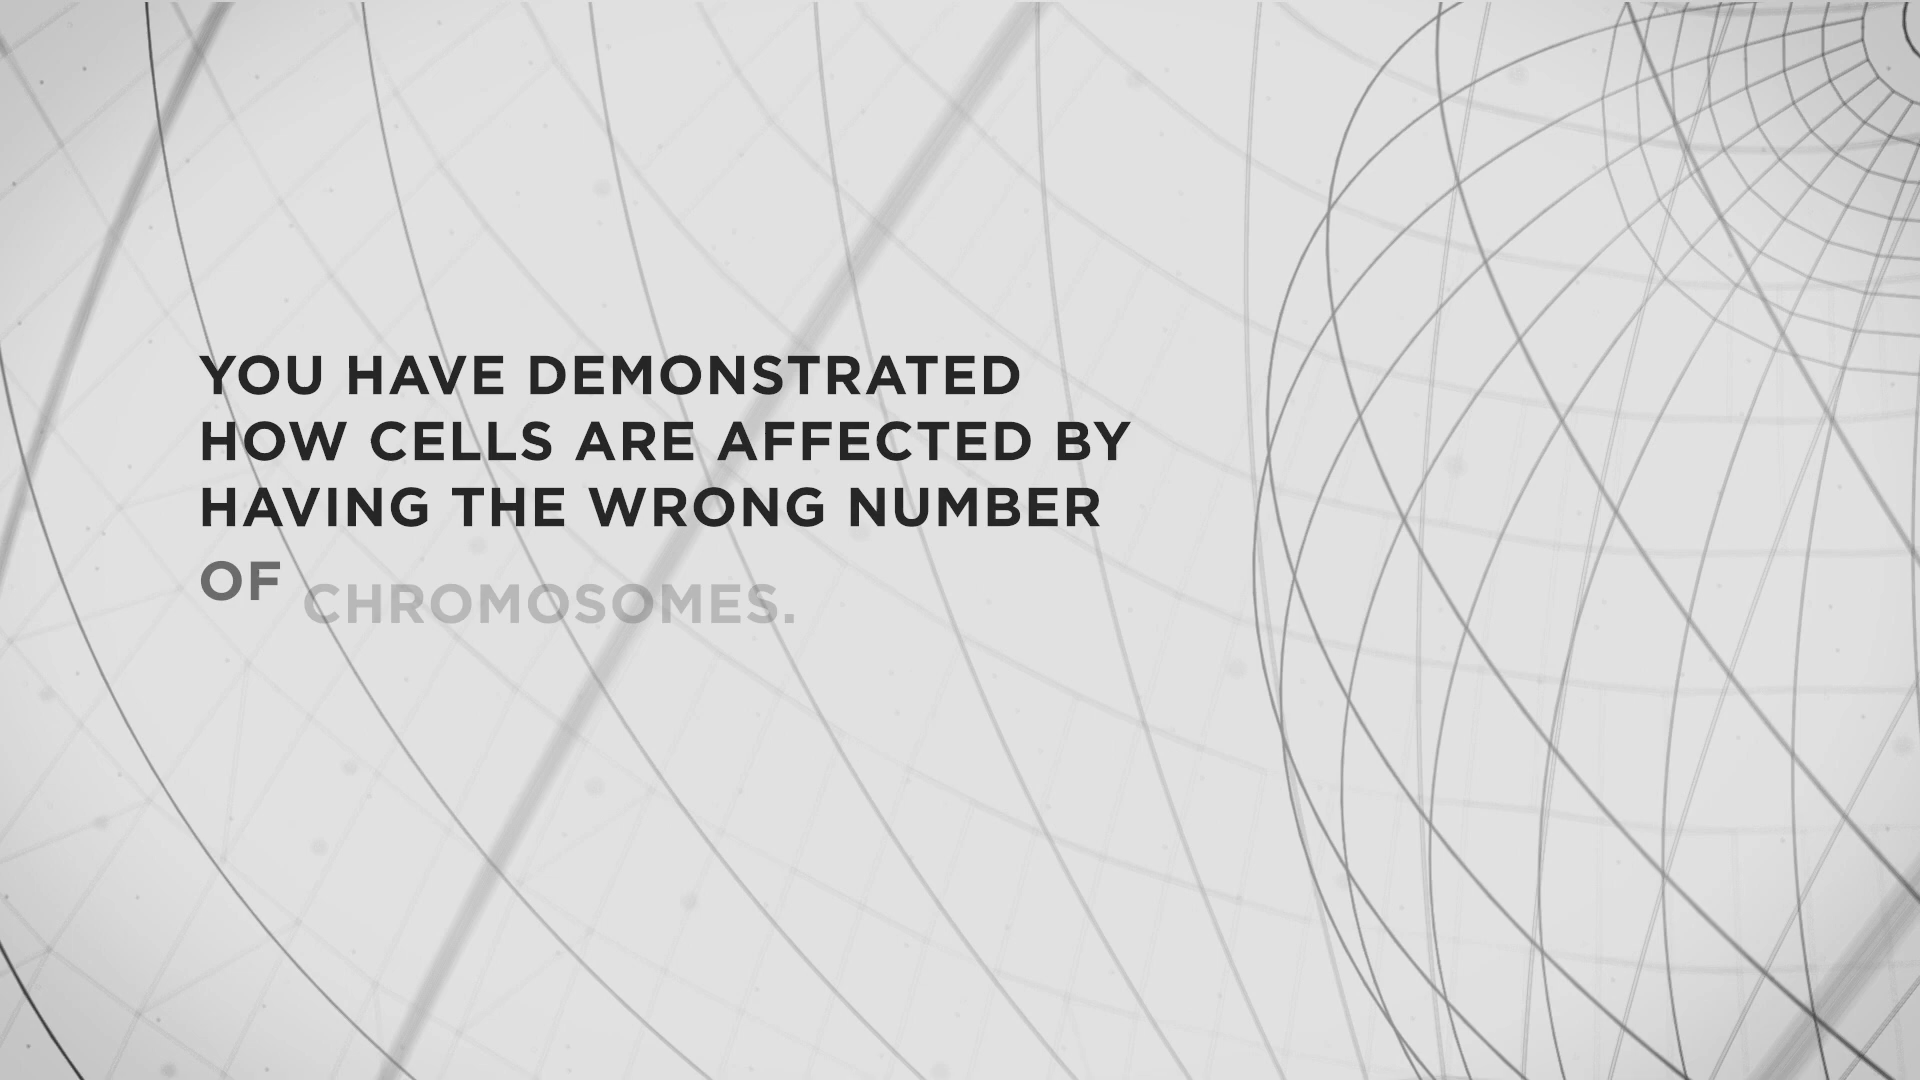 YOU HAVE DEMONSTRATED
HOW CELLS ARE AFFECTED BY
HAVING THE WRONG NUMBER
OF CHROMOSOMES.